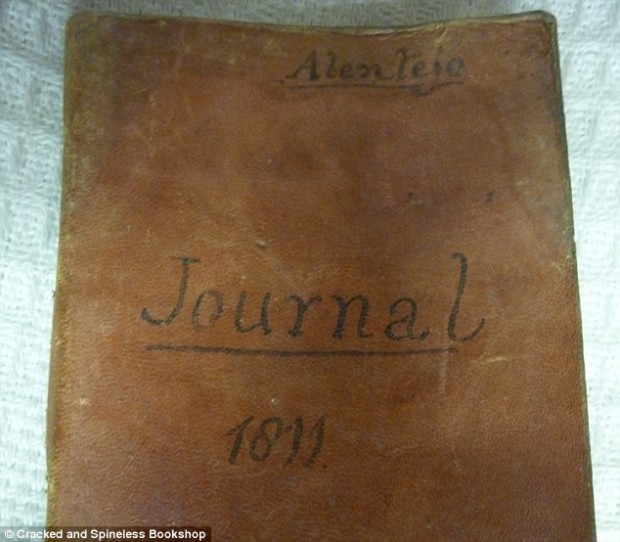 Alentejo
Journal
1811
© Cracked and Spineless Bookshop